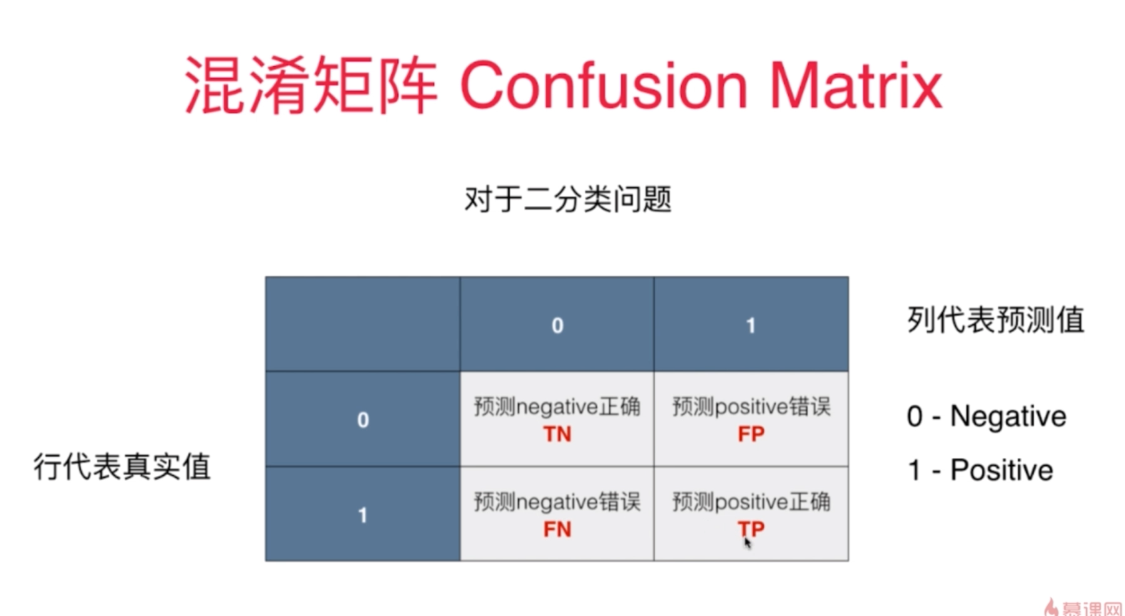 混淆矩阵 Confusion Matrix
对于二分类问题
0
1
列代表预测值
0
预测negative正确
TN
预测positive错误
FP
0 - Negative
行代表真实值
1
预测negative错误
FN
预测positive正确
TP
1 - Positive
慕课网